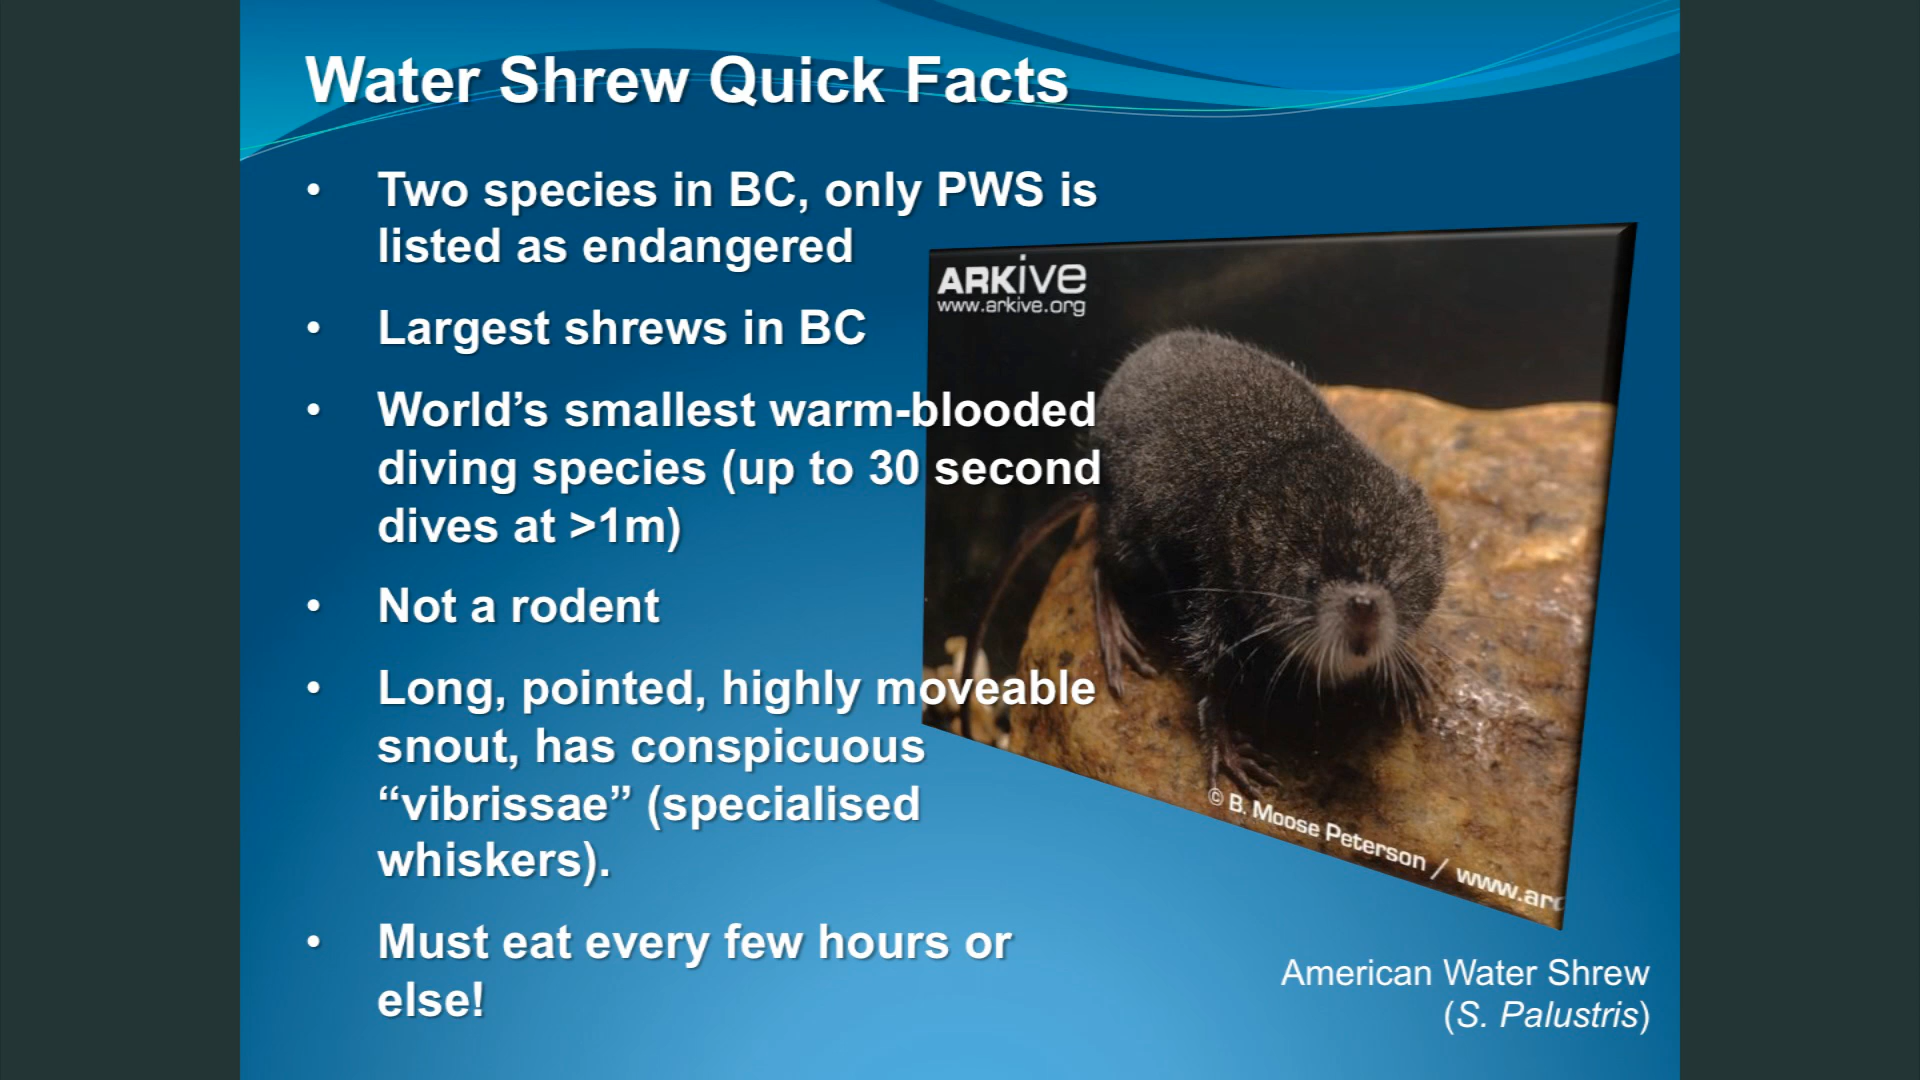 Water Shrew Quick Facts
• Two species in BC, only PWS is
listed as endangered
• Largest shrews in BC
• World’s smallest warm-blooded
diving species (up to 30 second
dives at >1m)
• Not a rodent
• Long, pointed, highly moveable
snout, has conspicuous
“vibrissae” (specialised
whiskers).
• Must eat every few hours or
else!
ARKive
www.arkive.org
© B. Moose Peterson / www.arc
American Water Shrew
(S. Palustris)